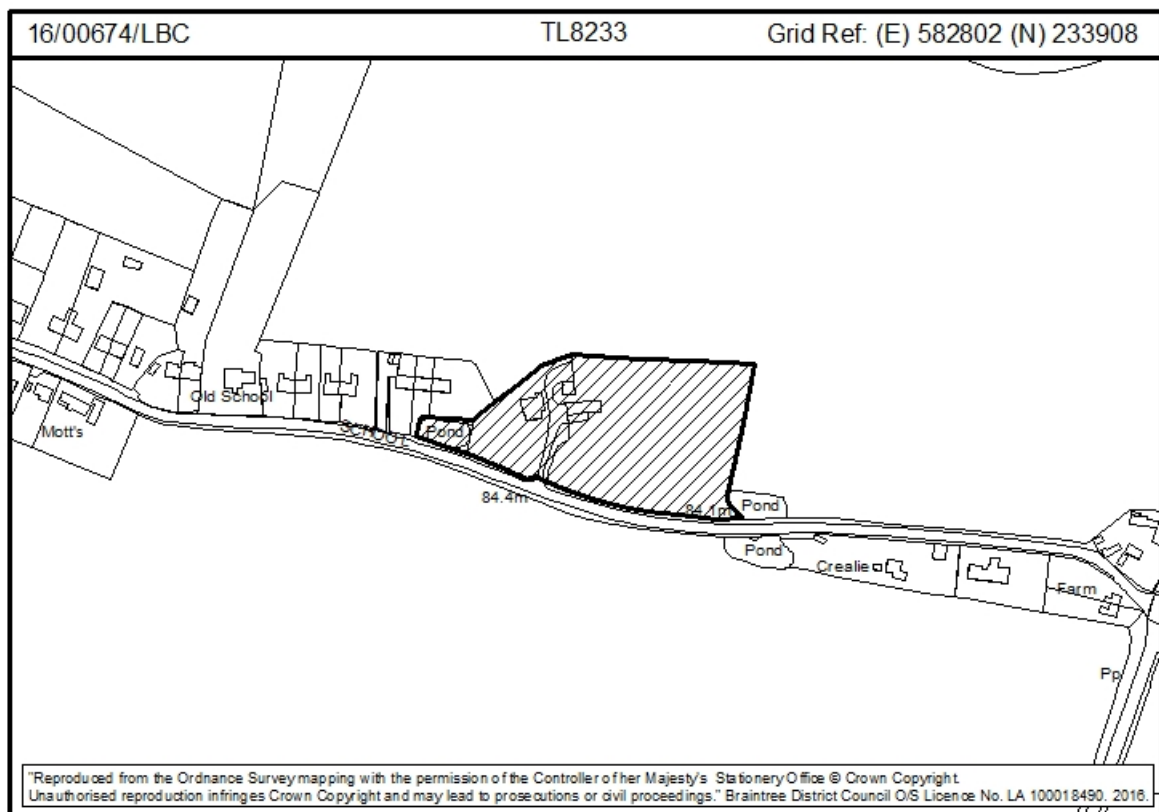 16/00674/LBC TL8233 Grid Ref: (E) 582802 (N) 233908
Old School
Mott's
SCHOOL
Pond
84.4m
84.1m
Pond
Pond
Crealie
Farm
Pp
"Reproduced from the Ordnance Survey mapping with the permission of the Controller of her Majesty's Stationery Office © Crown Copyright.
Unauthorised reproduction infringes Crown Copyright and may lead to prosecutions or civil proceedings." Braintree District Council O/S Licence No. LA 100018490, 2016.